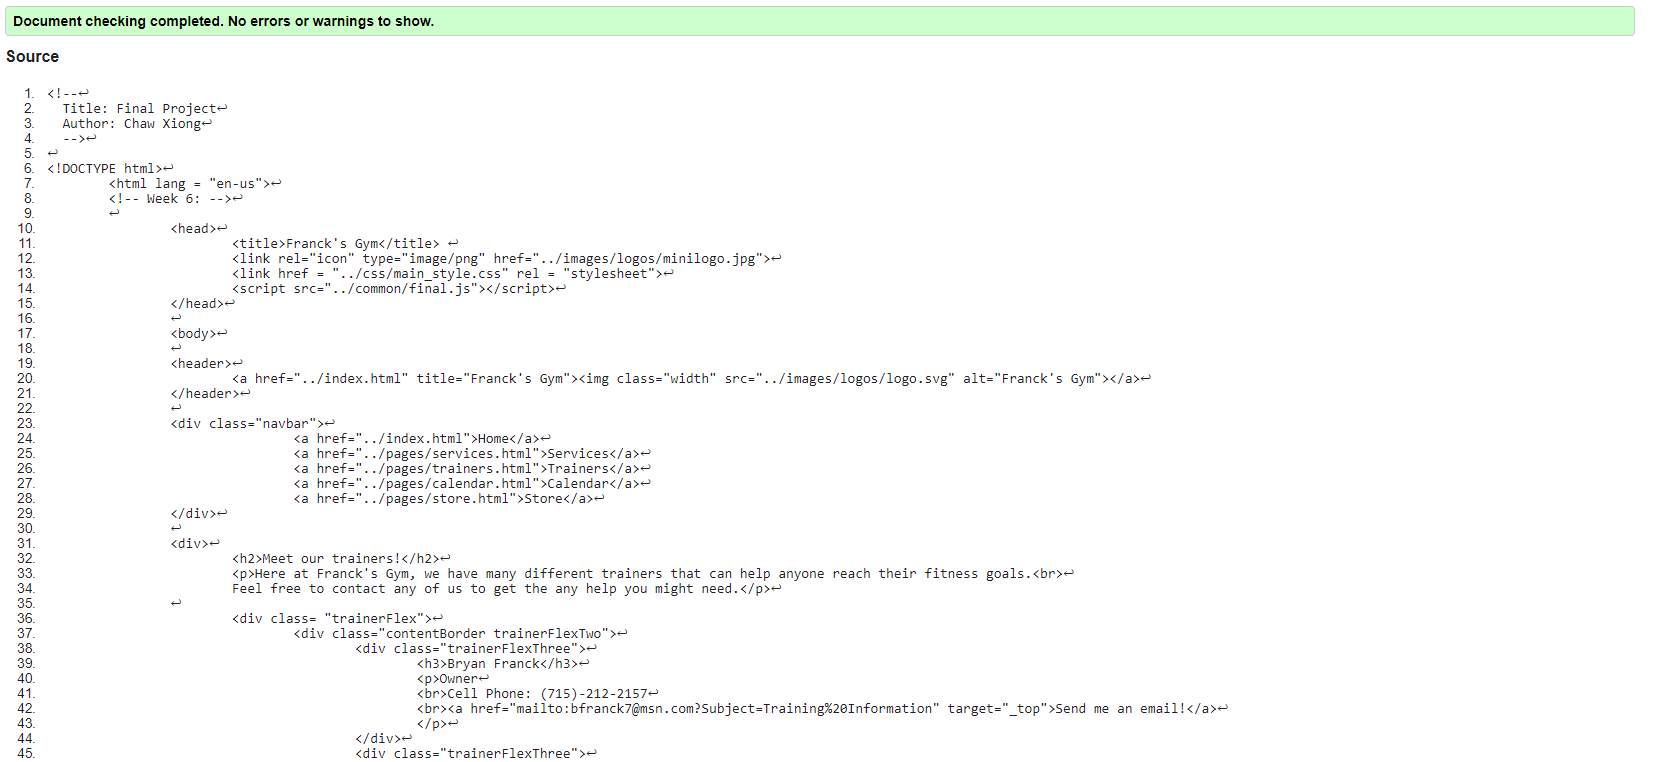 Document checking completed. No errors or warnings to show.
Source
1. <!--↩
2. Title: Final Project↩
3. Author: Chaw Xiong↩
4. -->↩
5. ↩
6. <!DOCTYPE html>↩
7. <html lang = "en-us">↩
8. <!-- Week 6: -->↩
9. ↩
10. <head>↩
11. <title>Franck's Gym</title> ↩
12. <link rel="icon" type="image/png" href="../images/logos/minilogo.jpg">↩
13. <link href = "../css/main_style.css" rel = "stylesheet">↩
14. <script src="../common/final.js"></script>↩
15. </head>↩
16. ↩
17. <body>↩
18. ↩
19. <header>↩
20. <a href="../index.html" title="Franck's Gym"><img class="width" src="../images/logos/logo.svg" alt="Franck's Gym"></a>↩
21. </header>↩
22. ↩
23. <div class="navbar">↩
24. <a href="../index.html">Home</a>↩
25. <a href="../pages/services.html">Services</a>↩
26. <a href="../pages/trainers.html">Trainers</a>↩
27. <a href="../pages/calendar.html">Calendar</a>↩
28. <a href="../pages/store.html">Store</a>↩
29. </div>↩
30. ↩
31. <div>↩
32. <h2>Meet our trainers!</h2>↩
33. <p>Here at Franck's Gym, we have many different trainers that can help anyone reach their fitness goals.<br>↩
34. Feel free to contact any of us to get the any help you might need.</p>↩
35. ↩
36. <div class= "trainerFlex">↩
37. <div class="contentBorder trainerFlexTwo">↩
38. <div class="trainerFlexThree">↩
39. <h3>Bryan Franck</h3>↩
40. <p>Owner↩
41. <br>Cell Phone: (715)-212-2157↩
42. <br><a href="mailto:bfranck7@msn.com?Subject=Training%20Information" target="_top">Send me an email!</a>↩
43. </p>↩
44. </div>↩
45. <div class="trainerFlexThree">↩